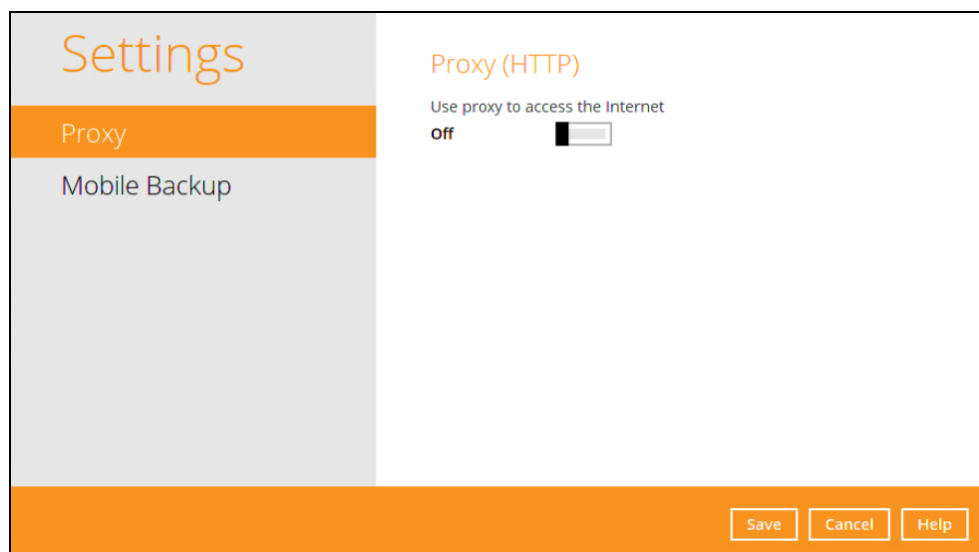 Settings
Proxy
Mobile Backup
Proxy (HTTP)
Use proxy to access the Internet
Off
Save Cancel Help